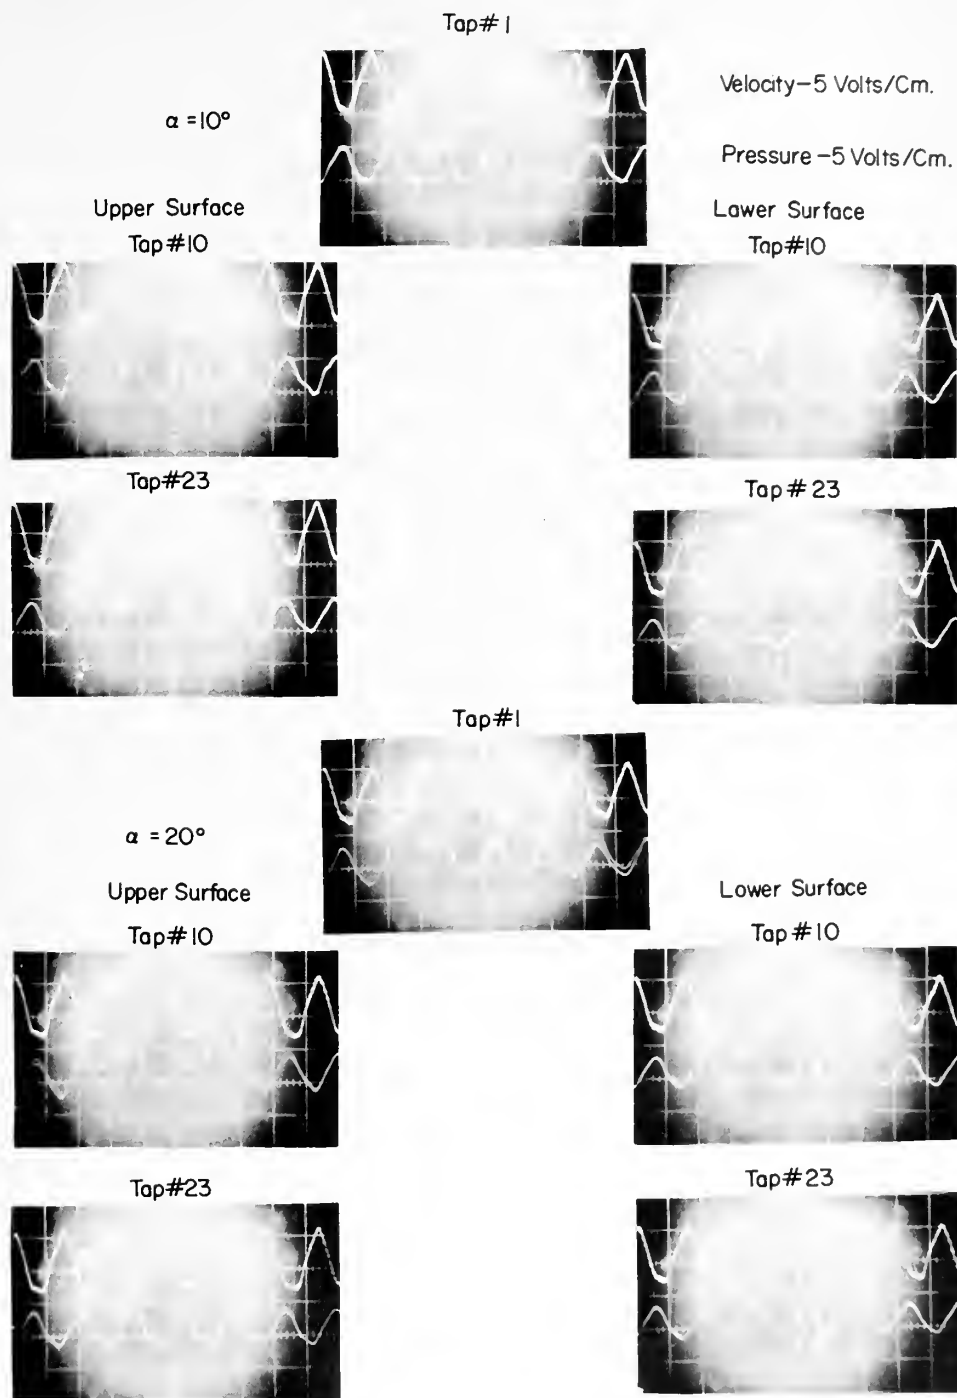 Tap# 1
Velocity-5 Volts/Cm.
α = 10°
Pressure -5 Volts/Cm.
Upper Surface
Lower Surface
Tap#10
Tap#10
Tap#23
Tap # 23
Tap#1
α = 20°
Upper Surface
Lower Surface
Tap#10
Tap #10
Tap#23
Tap#23